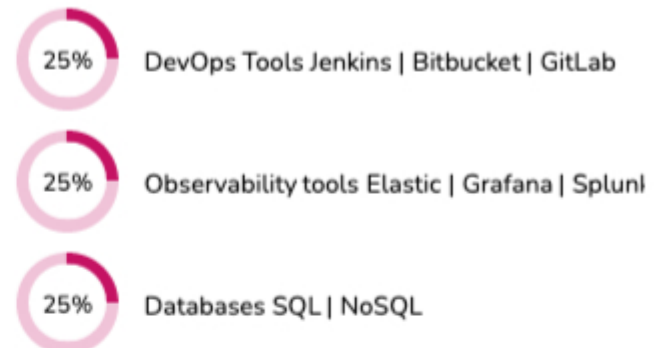 25% DevOps Tools Jenkins | Bitbucket | GitLab
25% Observability tools Elastic | Grafana |
25% Databases SQL | NoSQL